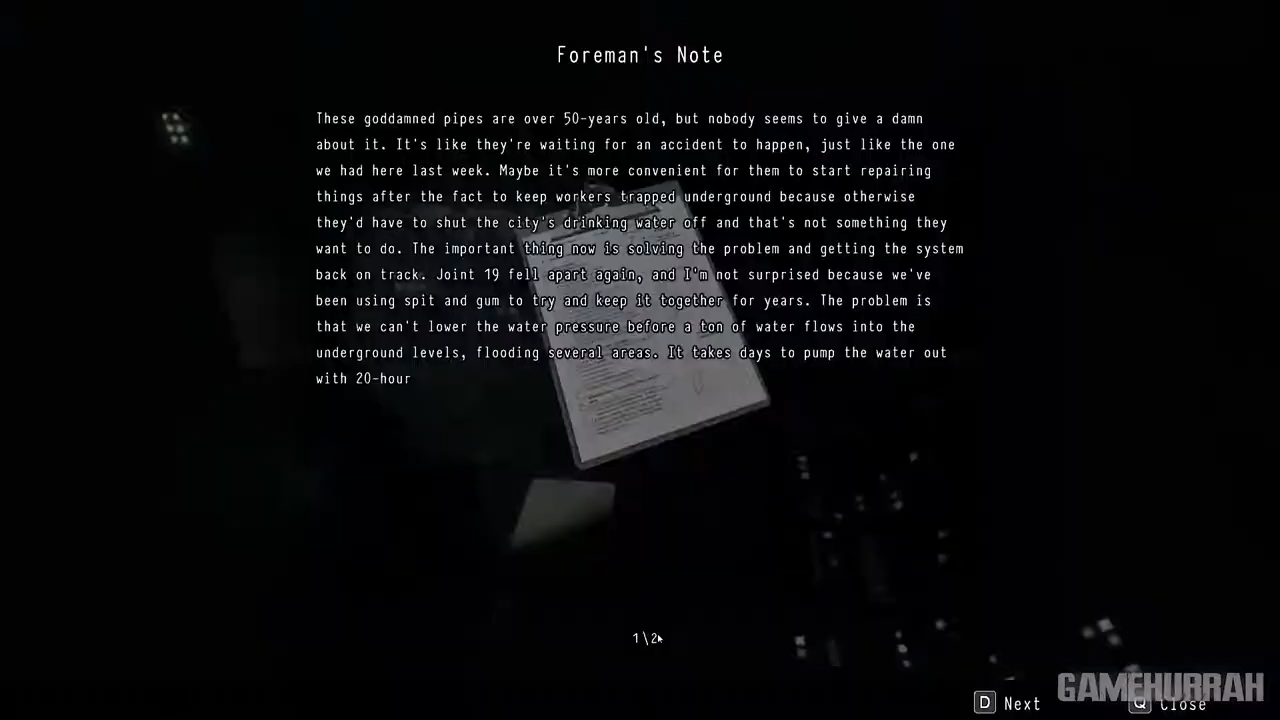 Foreman's Note
These goddamned pipes are over 50-years old, but nobody seems to give a damn
about it. It's like they're waiting for an accident to happen, just like the one
we had here last week. Maybe it's more convenient for them to start repairing
things after the fact to keep workers trapped underground because otherwise
they'd have to shut the city's drinking water off and that's not something they
want to do. The important thing now is solving the problem and getting the system
back on track. Joint 19 fell apart again, and I'm not surprised because we've
been using spit and gum to try and keep it together for years. The problem is
that we can't lower the water pressure before a ton of water flows into the
underground levels, flooding several areas. It takes days to pump the water out
with 20-hour
1\2
D Next
Q Close
GAMEHURRAH